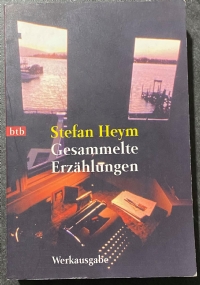 btb
Stefan Heym
Gesammelte
Erzählungen
Werkausgabe